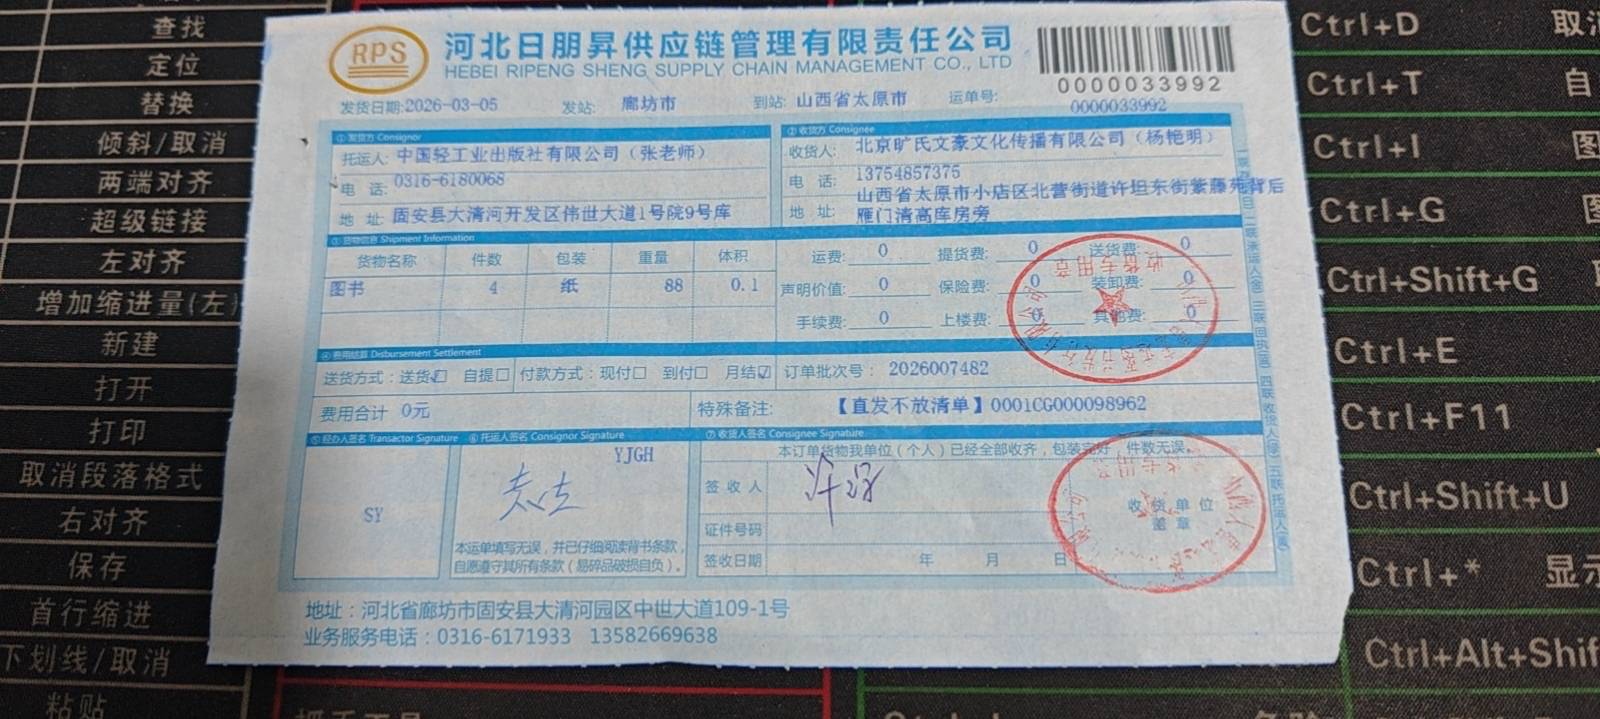 RPS
河北日朋昇供应链管理有限责任公司
HEBEI RIPENG SHENG SUPPLY CHAIN MANAGEMENT CO., LTD
0000033992
发货日期:2026-03-05 发站: 廊坊市 到站: 山西省太原市 运单号: 0000033992
①发货方 Consignor
托运人: 中国轻工业出版社有限公司（张老师）
电 话: 0316-6180068
地 址: 固安县大清河开发区伟世大道1号院9号库
②收货方 Consignee
收货人: 北京旷氏文豪文化传播有限公司（杨艳明）
电 话: 13754857375
地 址: 山西省太原市小店区北营街道许坦东街紫藤苑背后
雁门清高库房旁
③货物信息 Shipment Information
货物名称 件数 包装 重量 体积
图书 4 纸 88 0.1
运费: 0 提货费: 0 送货费: 0
声明价值: 0 保险费: 0 装卸费: 0
手续费: 0 上楼费: 0 其他费: 0
④费用结算 Disbursement Settlement
送货方式：送货☑ 自提□ 付款方式：现付□ 到付□ 月结☑ 订单批次号： 2026007482
费用合计 0元 特殊备注: 【直发不放清单】0001CG000098962
⑤经办人签名 Transactor Signature
SY
⑥托运人签名 Consignor Signature
YJGH
本运单填写无误，并已仔细阅读背书条款，
自愿遵守其所有条款（易碎品破损自负）。
⑦收货人签名 Consignee Signature
本订单货物我单位（个人）已经全部收齐，包装完好，件数无误。
签 收 人
证件号码
签收日期 年 月 日
收 货 单 位
盖 章
收货专用章
地址：河北省廊坊市固安县大清河园区中世大道109-1号
业务服务电话：0316-6171933 13582669638
查找
定位
替换
倾斜/取消
两端对齐
超级链接
左对齐
增加缩进量(左)
新建
打开
打印
取消段落格式
右对齐
保存
首行缩进
下划线/取消
粘贴
Ctrl+D
Ctrl+T 自
Ctrl+I
Ctrl+G
Ctrl+Shift+G
Ctrl+E
Ctrl+F11
Ctrl+Shift+U
Ctrl+* 显示
Ctrl+Alt+Shif